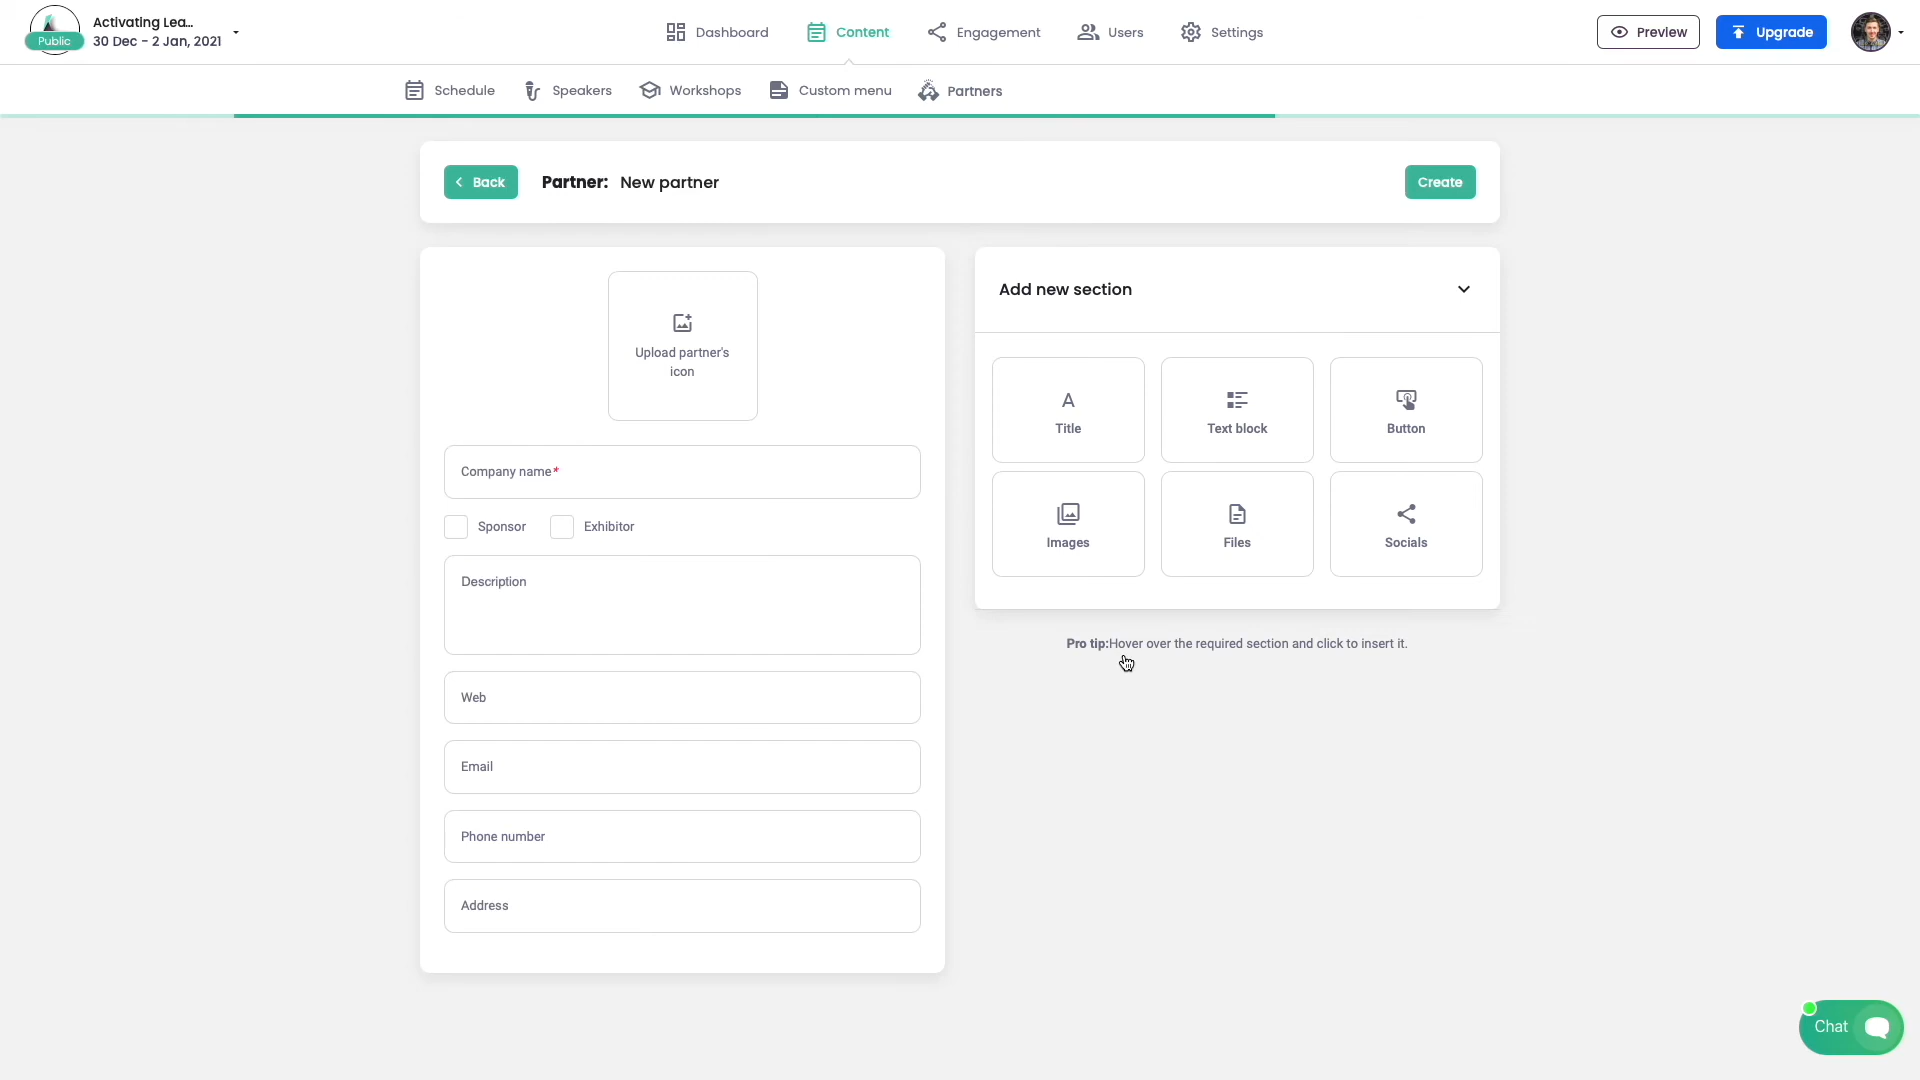 Activating Lea...
Public
30 Dec - 2 Jan, 2021
Dashboard
Content
Engagement
Users
Settings
Preview
Upgrade
Schedule
Speakers
Workshops
Custom menu
Partners
Back
Partner: New partner
Create
Upload partner's
icon
Company name*
Sponsor
Exhibitor
Description
Web
Email
Phone number
Address
Add new section
Title
Text block
Button
Images
Files
Socials
Pro tip:Hover over the required section and click to insert it.
Chat